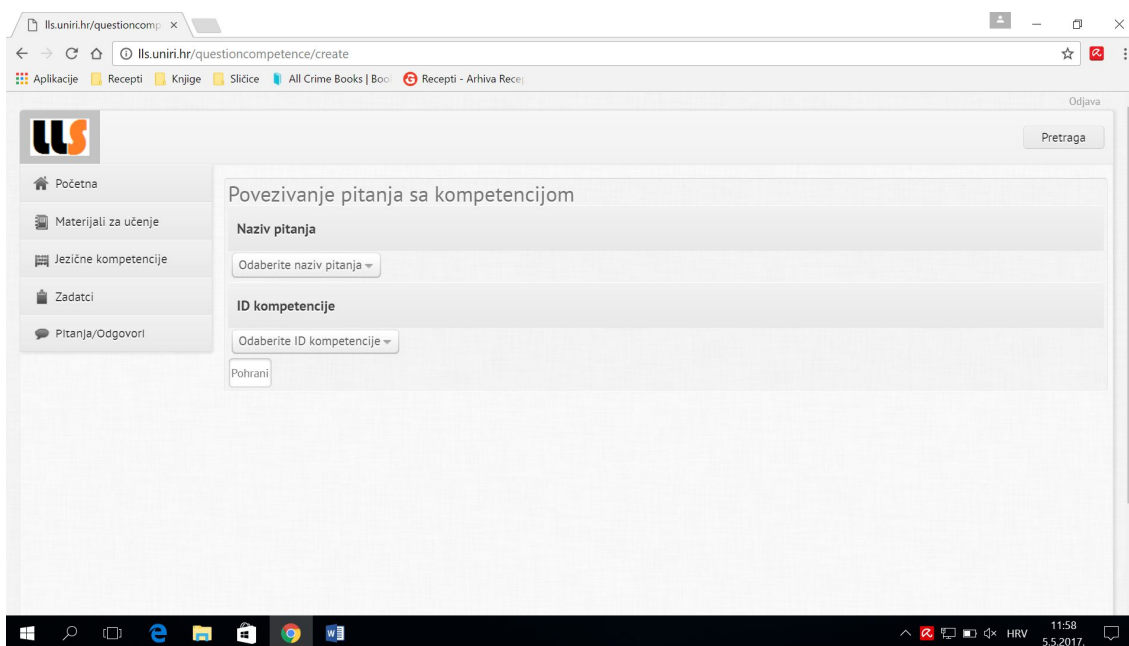 lls.uniri.hr/questioncomp
lls.uniri.hr/questioncompetence/create
Aplikacije Recepti Knjige Sličice All Crime Books | Boo Recepti - Arhiva Rece
Odjava
LLS
Pretraga
Početna
Materijali za učenje
Jezične kompetencije
Zadatci
Pitanja/Odgovori
Povezivanje pitanja sa kompetencijom
Naziv pitanja
Odaberite naziv pitanja
ID kompetencije
Odaberite ID kompetencije
Pohrani
HRV
11:58
5.5.2017.